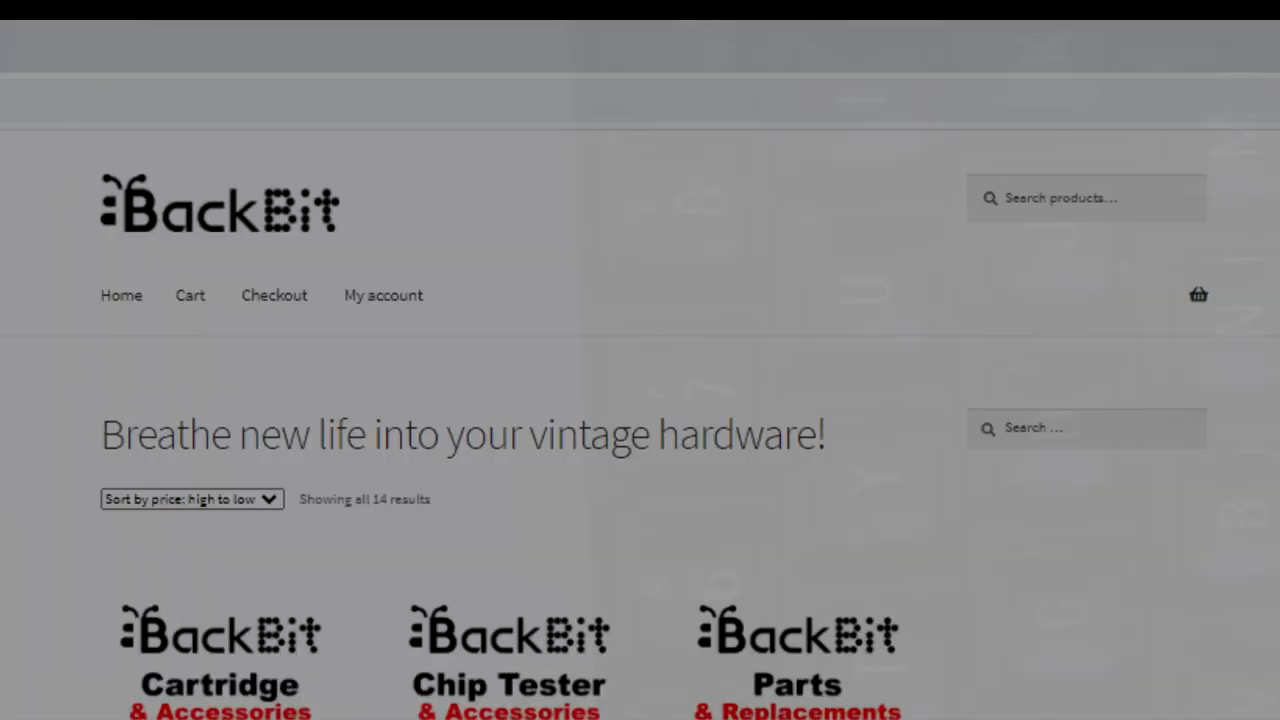 BackBit
Search products...
Home Cart Checkout My account
Breathe new life into your vintage hardware!
Search ...
Sort by price: high to low Showing all 14 results
BackBit BackBit BackBit
Cartridge Chip Tester Parts
& Accessories & Accessories & Replacements